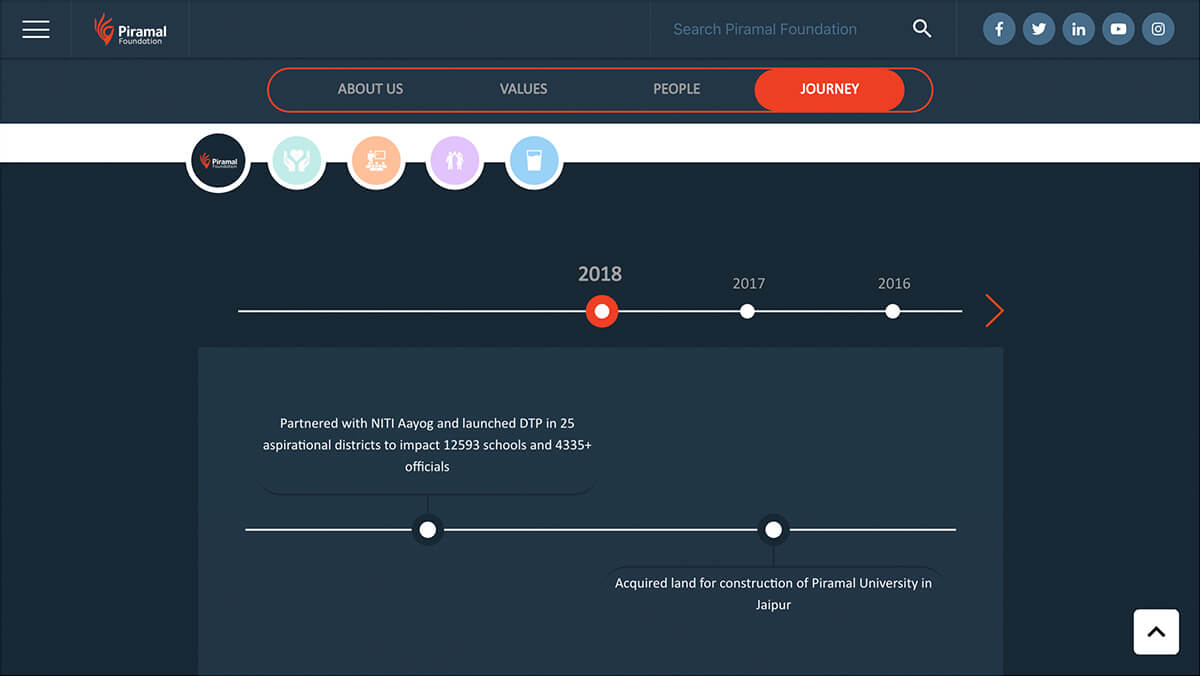 Piramal
Foundation
Search Piramal Foundation
ABOUT US
VALUES
PEOPLE
JOURNEY
Piramal
Foundation
2018
2017
2016
Partnered with NITI Aayog and launched DTP in 25
aspirational districts to impact 12593 schools and 4335+
officials
Acquired land for construction of Piramal University in
Jaipur